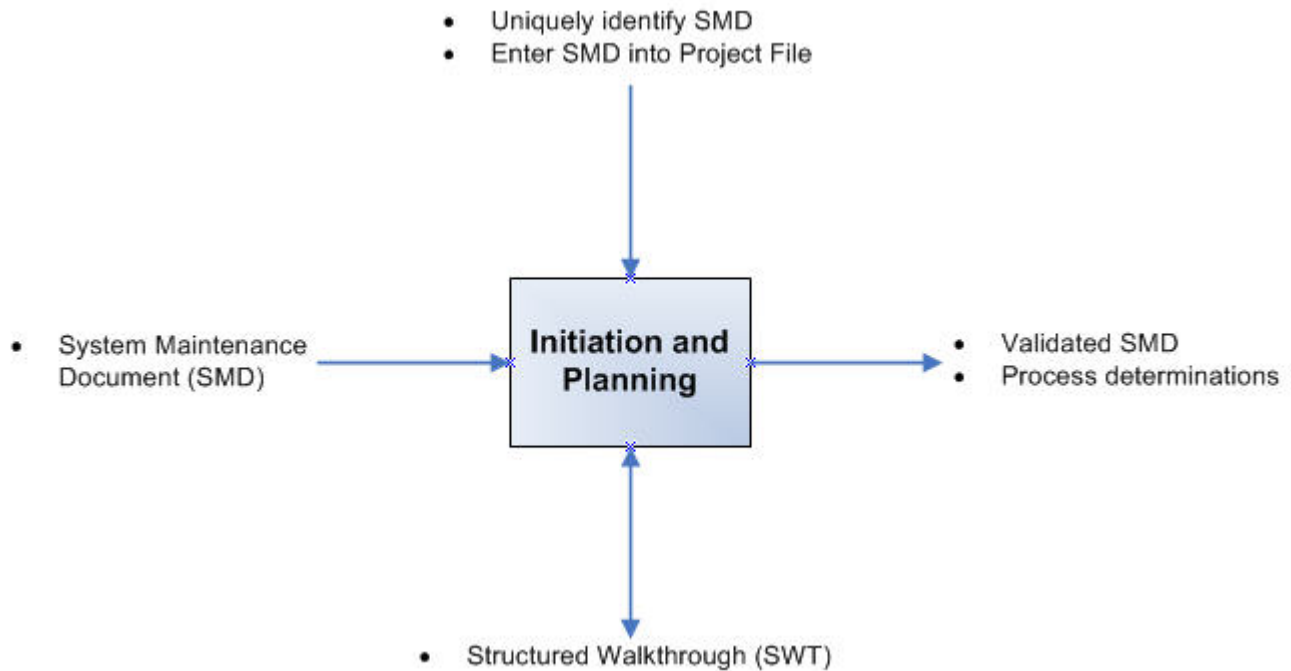 • Uniquely identify SMD
• Enter SMD into Project File
• System Maintenance
Document (SMD)
Initiation and
Planning
• Validated SMD
• Process determinations
• Structured Walkthrough (SWT)